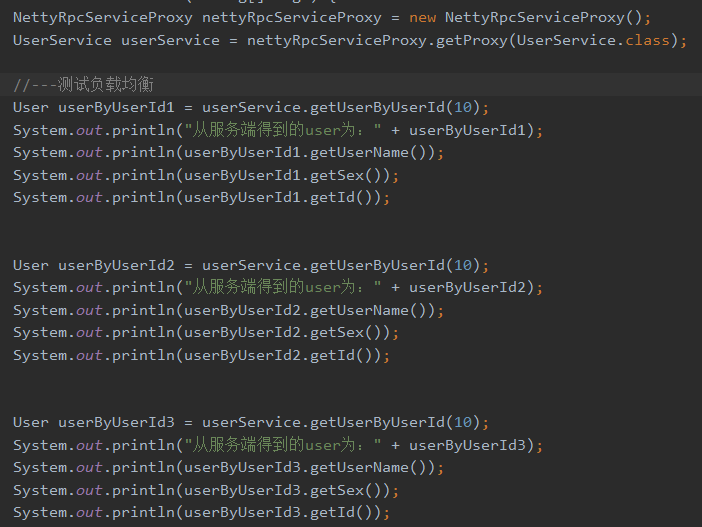 NettyRpcServiceProxy nettyRpcServiceProxy = new NettyRpcServiceProxy();
UserService userService = nettyRpcServiceProxy.getProxy(UserService.class);
//---测试负载均衡
User userByUserId1 = userService.getUserByUserId(10);
System.out.println("从服务端得到的user为：" + userByUserId1);
System.out.println(userByUserId1.getUserName());
System.out.println(userByUserId1.getSex());
System.out.println(userByUserId1.getId());
User userByUserId2 = userService.getUserByUserId(10);
System.out.println("从服务端得到的user为：" + userByUserId2);
System.out.println(userByUserId2.getUserName());
System.out.println(userByUserId2.getSex());
System.out.println(userByUserId2.getId());
User userByUserId3 = userService.getUserByUserId(10);
System.out.println("从服务端得到的user为：" + userByUserId3);
System.out.println(userByUserId3.getUserName());
System.out.println(userByUserId3.getSex());
System.out.println(userByUserId3.getId());